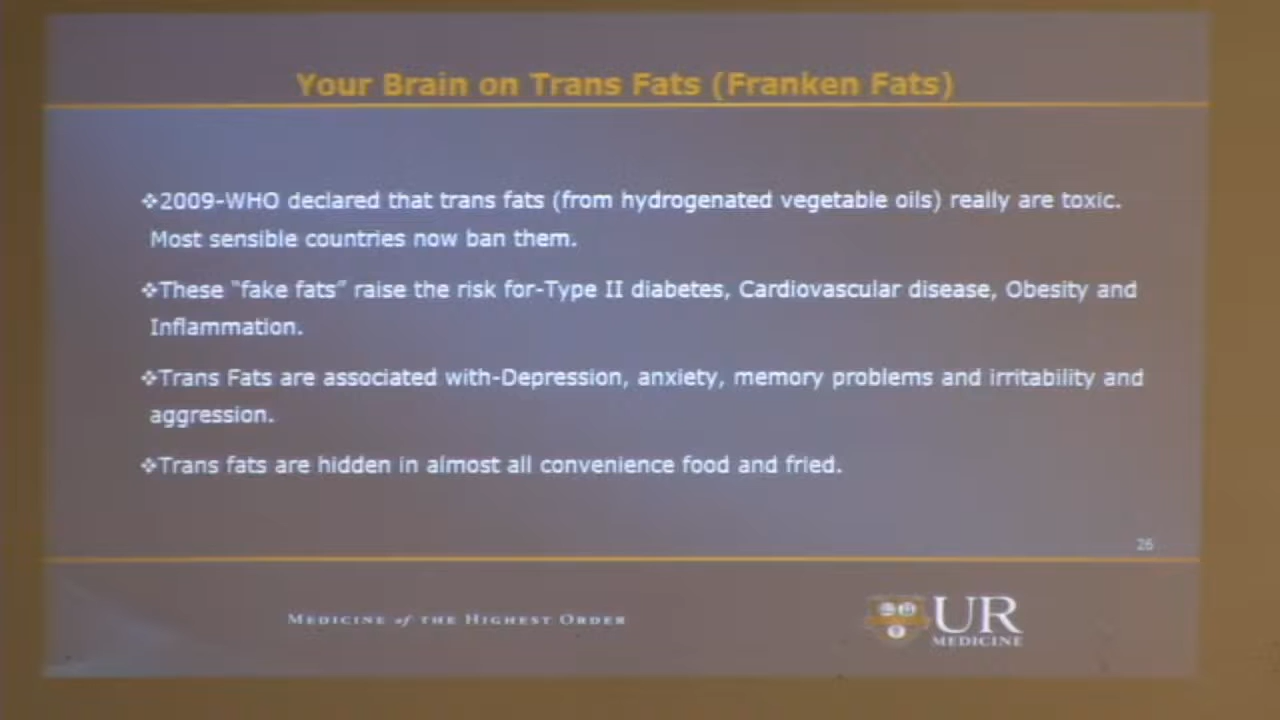 Your Brain on Trans Fats (Franken Fats)
❖2009-WHO declared that trans fats (from hydrogenated vegetable oils) really are toxic.
Most sensible countries now ban them.
❖These "fake fats" raise the risk for-Type II diabetes, Cardiovascular disease, Obesity and
Inflammation.
❖Trans Fats are associated with-Depression, anxiety, memory problems and irritability and
aggression.
❖Trans fats are hidden in almost all convenience food and fried.
26
MEDICINE of THE HIGHEST ORDER
UR
MEDICINE